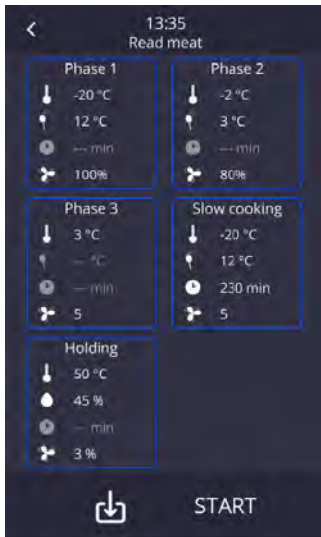 13:35
Read meat
Phase 1
-20 °C
12 °C
--- min
100%
Phase 2
-2 °C
3 °C
--- min
80%
Phase 3
3 °C
--- °C
--- min
5
Slow cooking
-20 °C
12 °C
230 min
5
Holding
50 °C
45 %
--- min
3 %
START